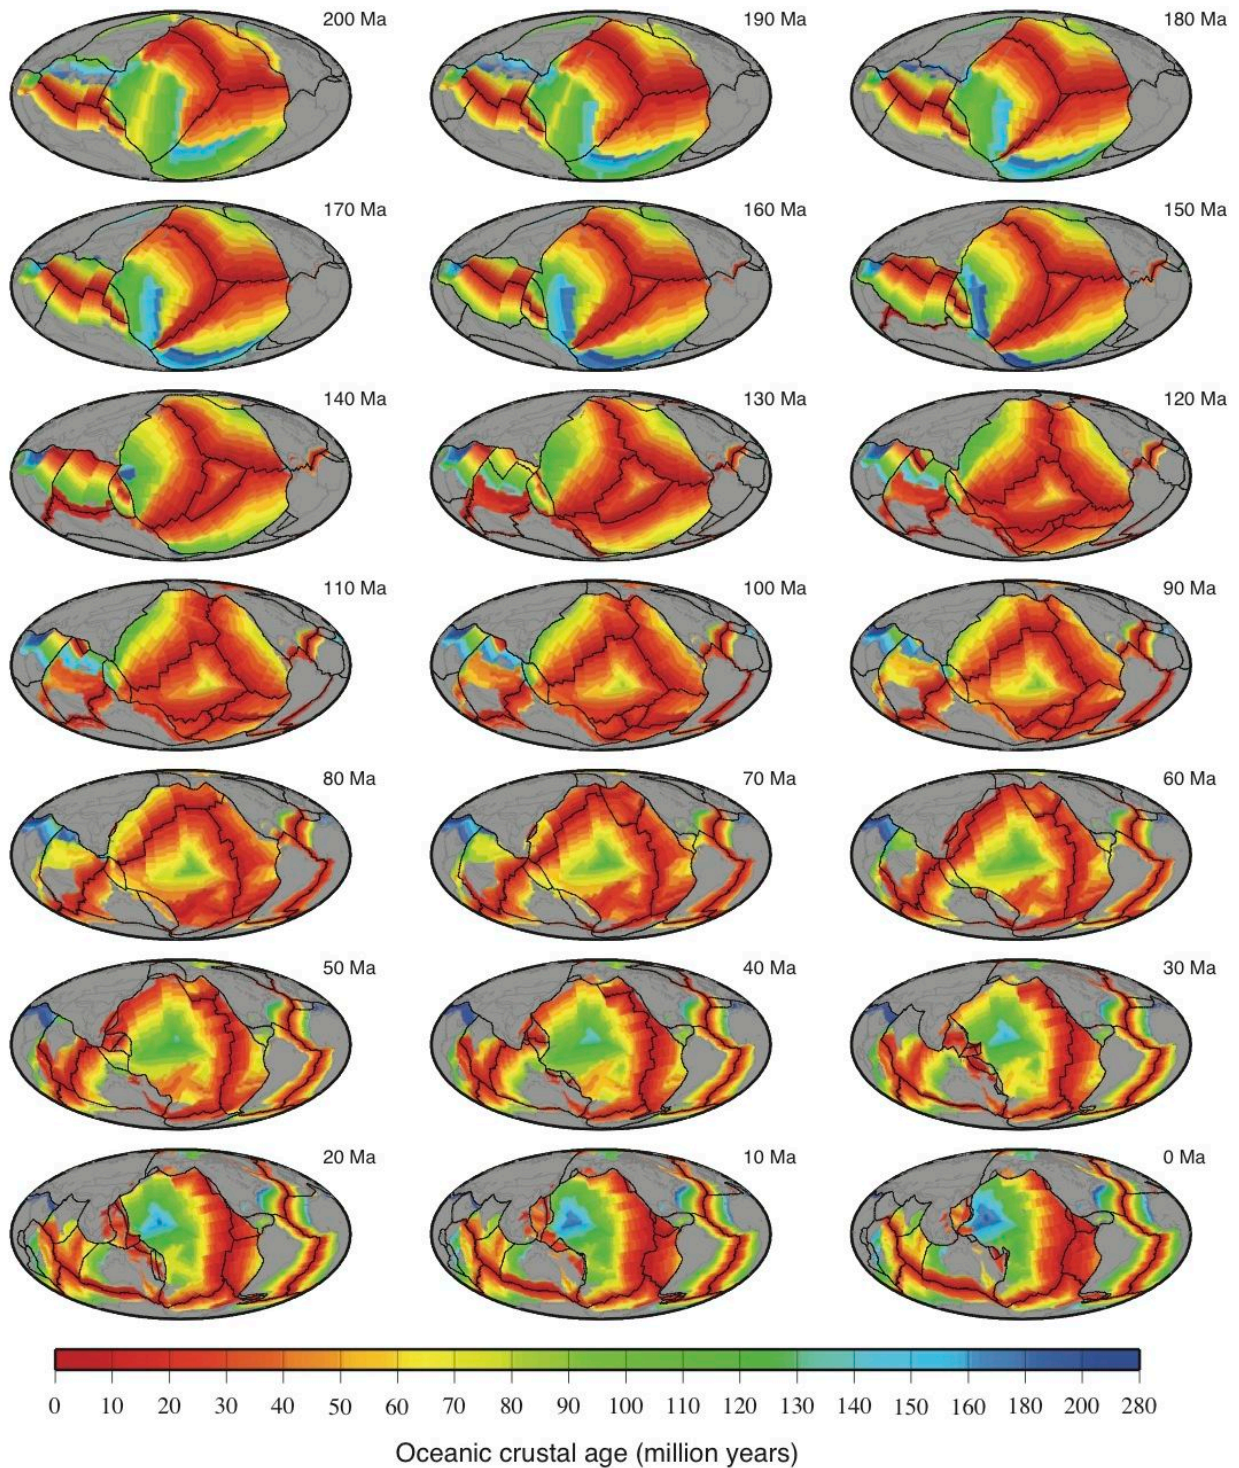 200 Ma 190 Ma 180 Ma
170 Ma 160 Ma 150 Ma
140 Ma 130 Ma 120 Ma
110 Ma 100 Ma 90 Ma
80 Ma 70 Ma 60 Ma
50 Ma 40 Ma 30 Ma
20 Ma 10 Ma 0 Ma
0 10 20 30 40 50 60 70 80 90 100 110 120 130 140 150 160 180 200 280
Oceanic crustal age (million years)